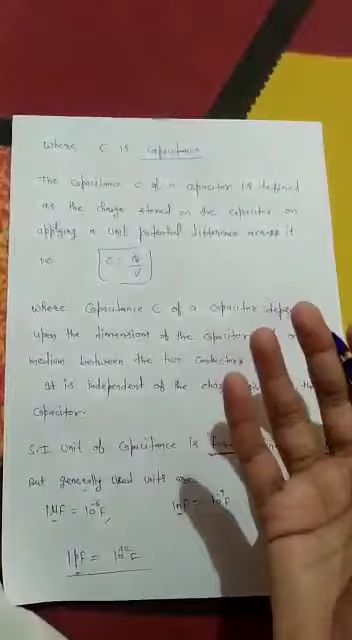 Where C is Capacitance
The Capacitance C of a capacitor is defined
as the charge stored on the capacitor on
applying a unit potential difference across it
i.e C = Q/V
Where Capacitance C of a capacitor
upon the dimensions of the capacitor
medium between the two Conductors
It is independent of the
Capacitor.
S.I Unit of Capacitance is
But generally used units are
1μF = 10⁻⁶F 1nF = 10⁻⁹F
1pF =